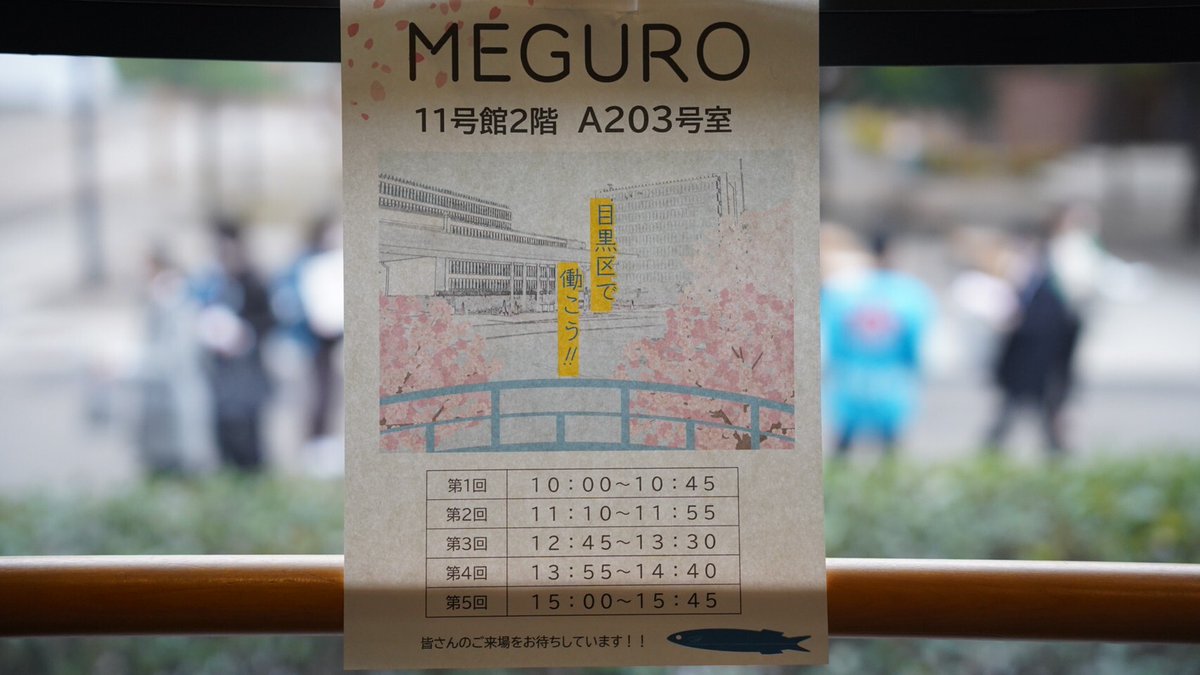 MEGURO
11号館2階 A203号室
目黒区で
働こう!!
第1回 10:00～10:45
第2回 11:10～11:55
第3回 12:45～13:30
第4回 13:55～14:40
第5回 15:00～15:45
皆さんのご来場をお待ちしています!!